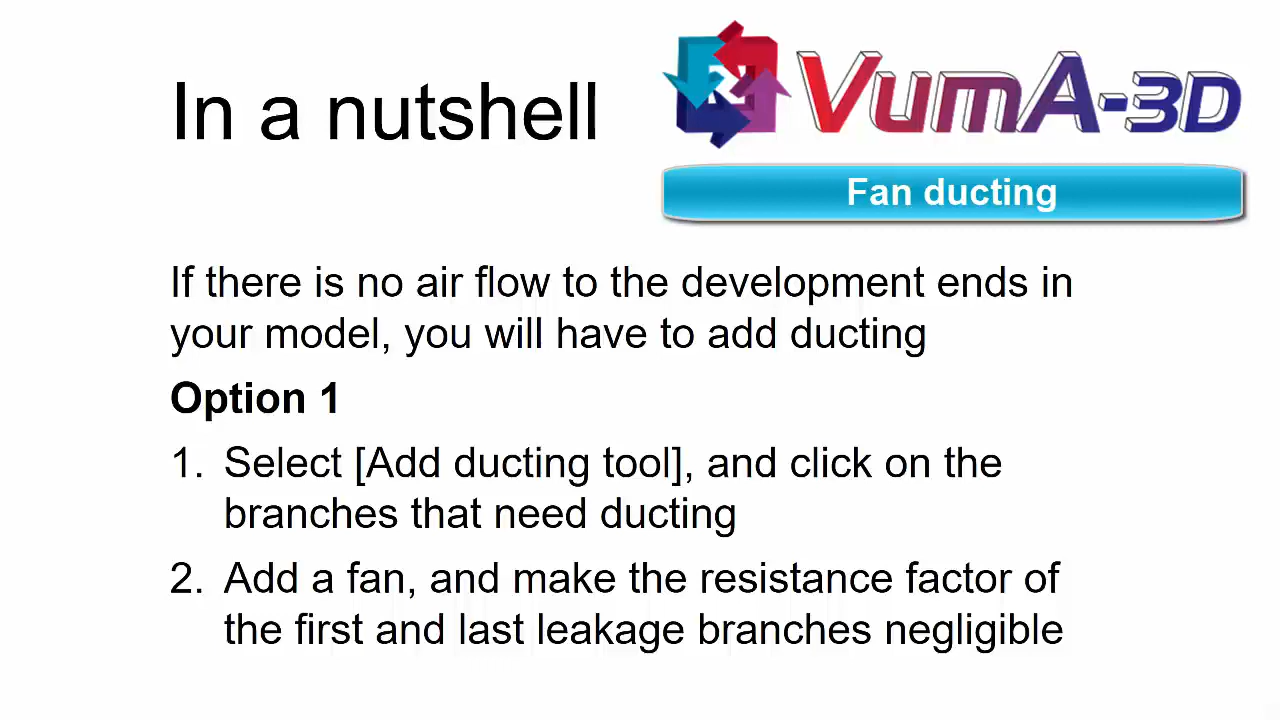 In a nutshell
VumA-3D
Fan ducting
If there is no air flow to the development ends in
your model, you will have to add ducting
Option 1
1. Select [Add ducting tool], and click on the
branches that need ducting
2. Add a fan, and make the resistance factor of
the first and last leakage branches negligible